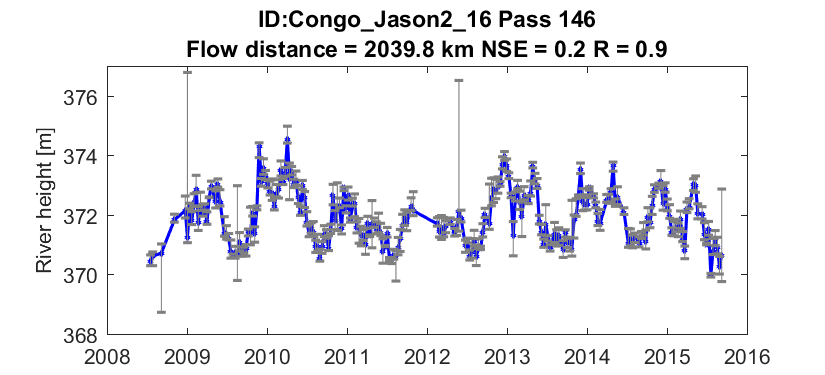 ID:Congo_Jason2_16 Pass 146
Flow distance = 2039.8 km NSE = 0.2 R = 0.9
River height [m]
376
374
372
370
368
2008 2009 2010 2011 2012 2013 2014 2015 2016